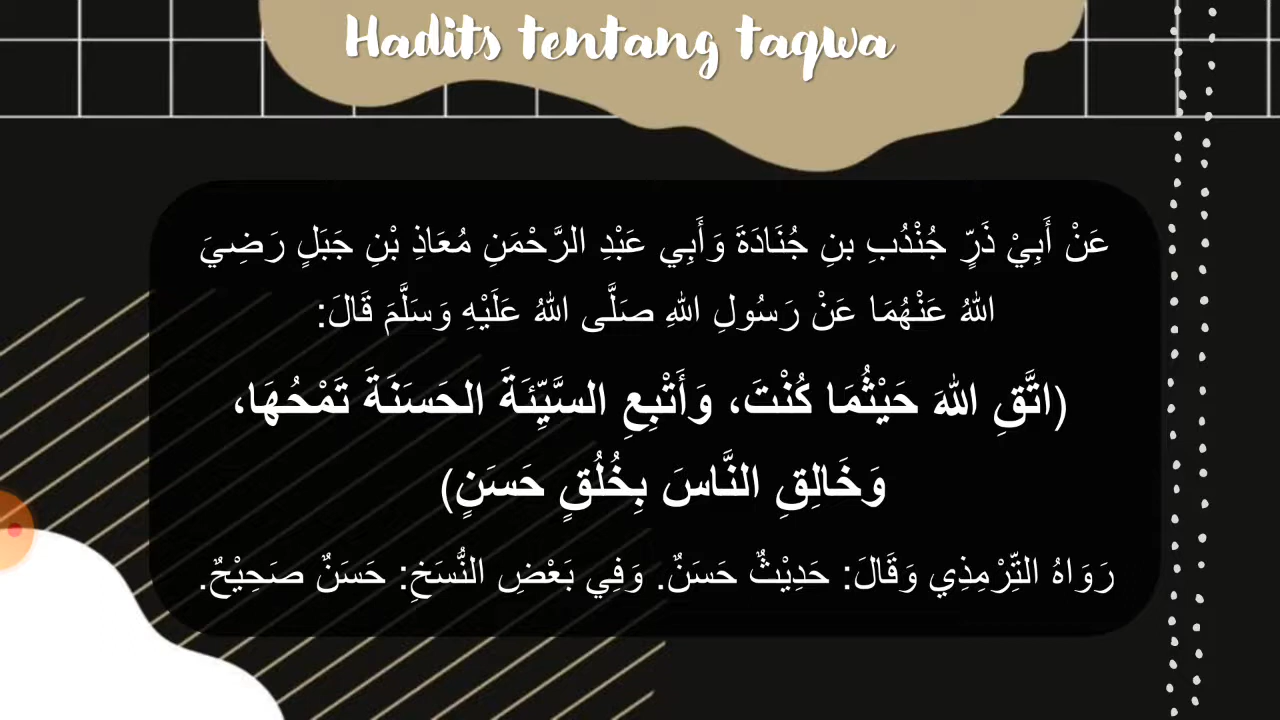 Hadits tentang taqwa
عَنْ أَبِيْ ذَرٍّ جُنْدُبِ بنِ جُنَادَةَ وَأَبِي عَبْدِ الرَّحْمَنِ مُعَاذِ بْنِ جَبَلٍ رَضِيَ
اللهُ عَنْهُمَا عَنْ رَسُولِ اللهِ صَلَّى اللهُ عَلَيْهِ وَسَلَّمَ قَالَ:
(اتَّقِ اللهَ حَيْثُمَا كُنْتَ، وَأَتْبِعِ السَّيِّئَةَ الحَسَنَةَ تَمْحُهَا،
وَخَالِقِ النَّاسَ بِخُلُقٍ حَسَنٍ)
رَوَاهُ التِّرْمِذِي وَقَالَ: حَدِيْثٌ حَسَنٌ. وَفِي بَعْضِ النُّسَخِ: حَسَنٌ صَحِيْحٌ.